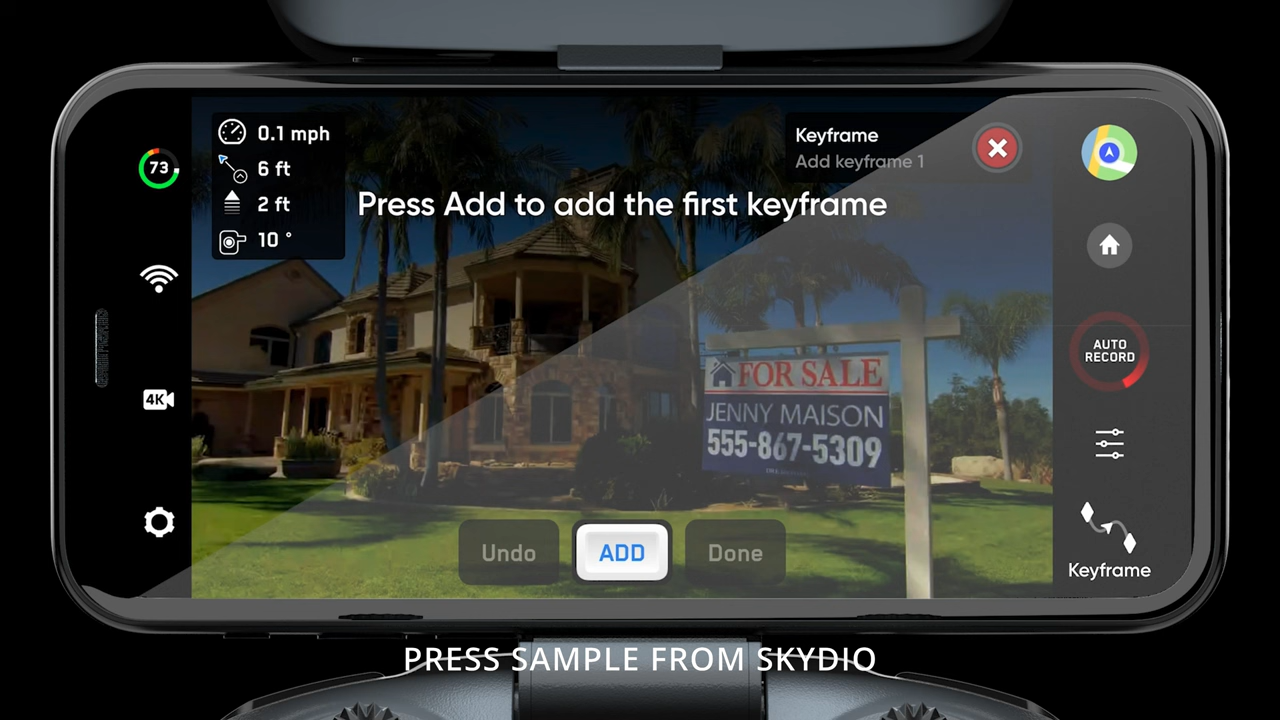 73
0.1 mph
6 ft
2 ft
10 °
Keyframe
Add keyframe 1
Press Add to add the first keyframe
AUTO
RECORD
FOR SALE
JENNY MAISON
555-867-5309
4K
Undo
ADD
Done
Keyframe
PRESS SAMPLE FROM SKYDIO